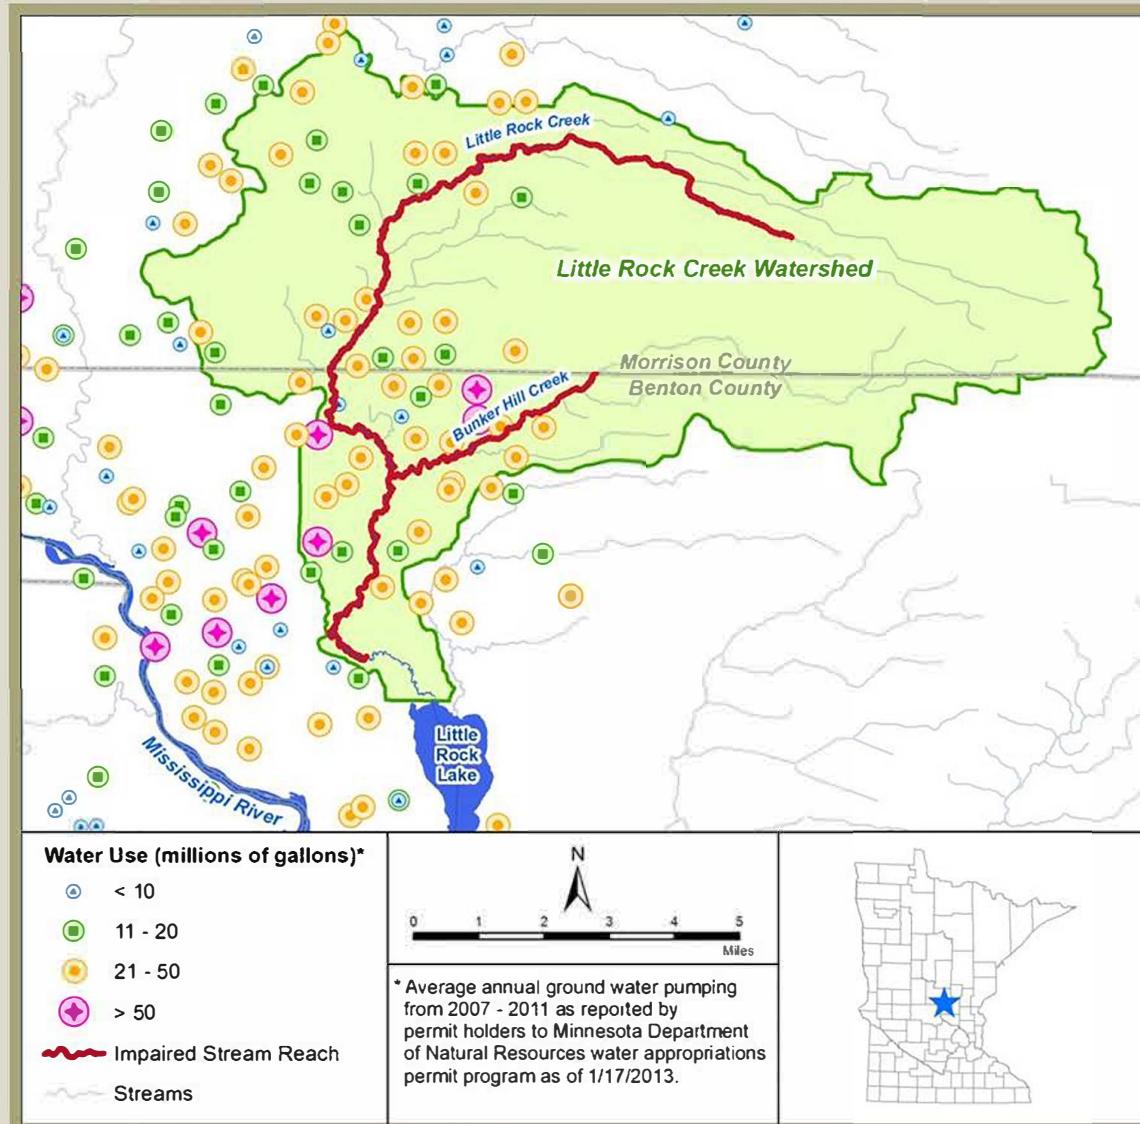 Little Rock Creek
Little Rock Creek Watershed
Morrison County
Benton County
Bunker Hill Creek
Little
Rock
Lake
Mississippi River
Water Use (millions of gallons)*
< 10
11 - 20
21 - 50
> 50
Impaired Stream Reach
Streams
N
0 1 2 3 4 5
Miles
* Average annual ground water pumping
from 2007 - 2011 as reported by
permit holders to Minnesota Department
of Natural Resources water appropriations
permit program as of 1/17/2013.